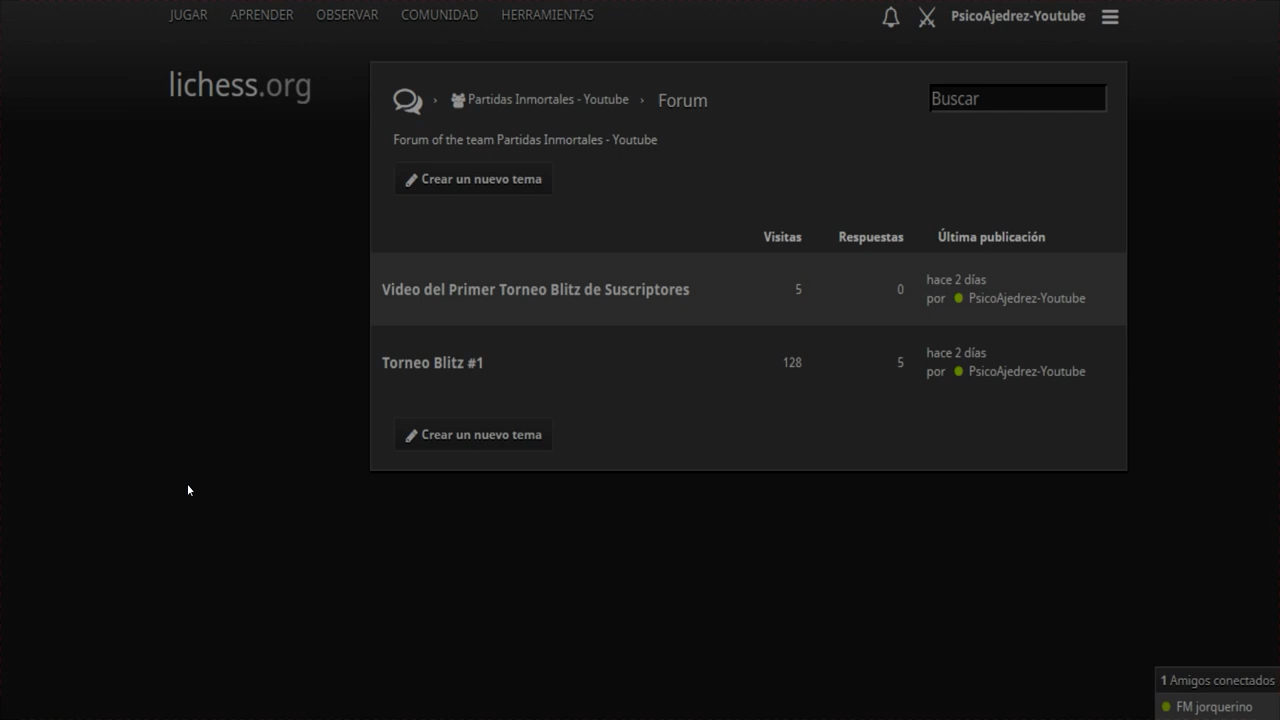 JUGAR APRENDER OBSERVAR COMUNIDAD HERRAMIENTAS PsicoAjedrez-Youtube
lichess.org
› Partidas Inmortales - Youtube › Forum Buscar
Forum of the team Partidas Inmortales - Youtube
Crear un nuevo tema
Visitas Respuestas Última publicación
Video del Primer Torneo Blitz de Suscriptores 5 0 hace 2 días
por PsicoAjedrez-Youtube
Torneo Blitz #1 128 5 hace 2 días
por PsicoAjedrez-Youtube
Crear un nuevo tema
1 Amigos conectados
FM jorquerino